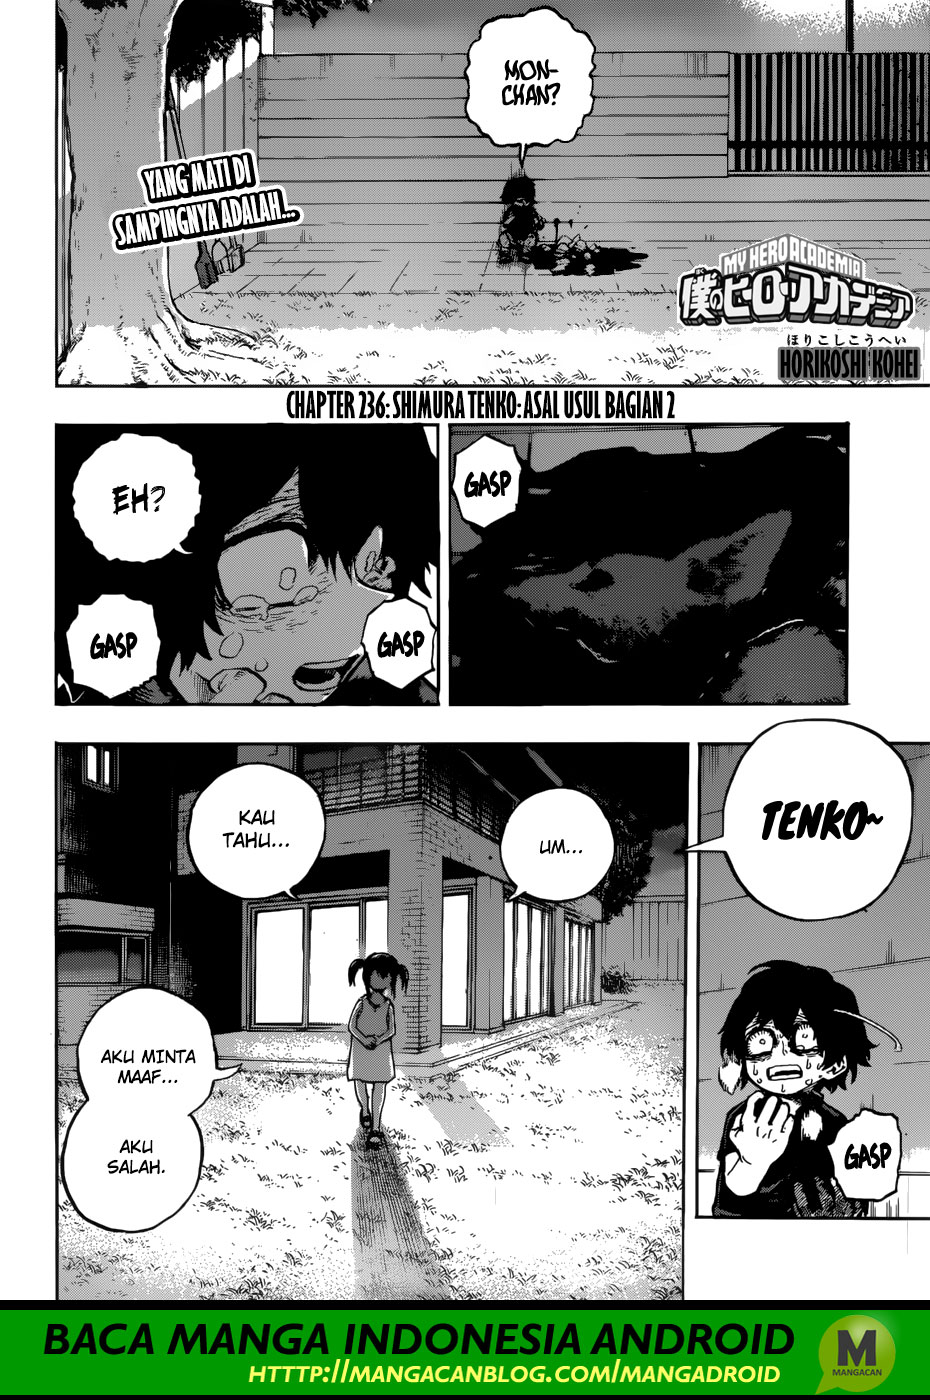 MON-
CHAN?
YANG MATI DI
SAMPINGNYA ADALAH...
MY HERO ACADEMIA
僕のヒーローアカデミア
ほりこしこうへい
HORIKOSHI KOHEI
CHAPTER 236: SHIMURA TENKO: ASAL USUL BAGIAN 2
EH?
GASP
GASP
GASP
TENKO~
GASP
UM...
KAU
TAHU...
AKU MINTA
MAAF...
AKU
SALAH.
BACA MANGA INDONESIA ANDROID
HTTTP://MANGACANBLOG.COM/MANGADROID
M
MANGACAN